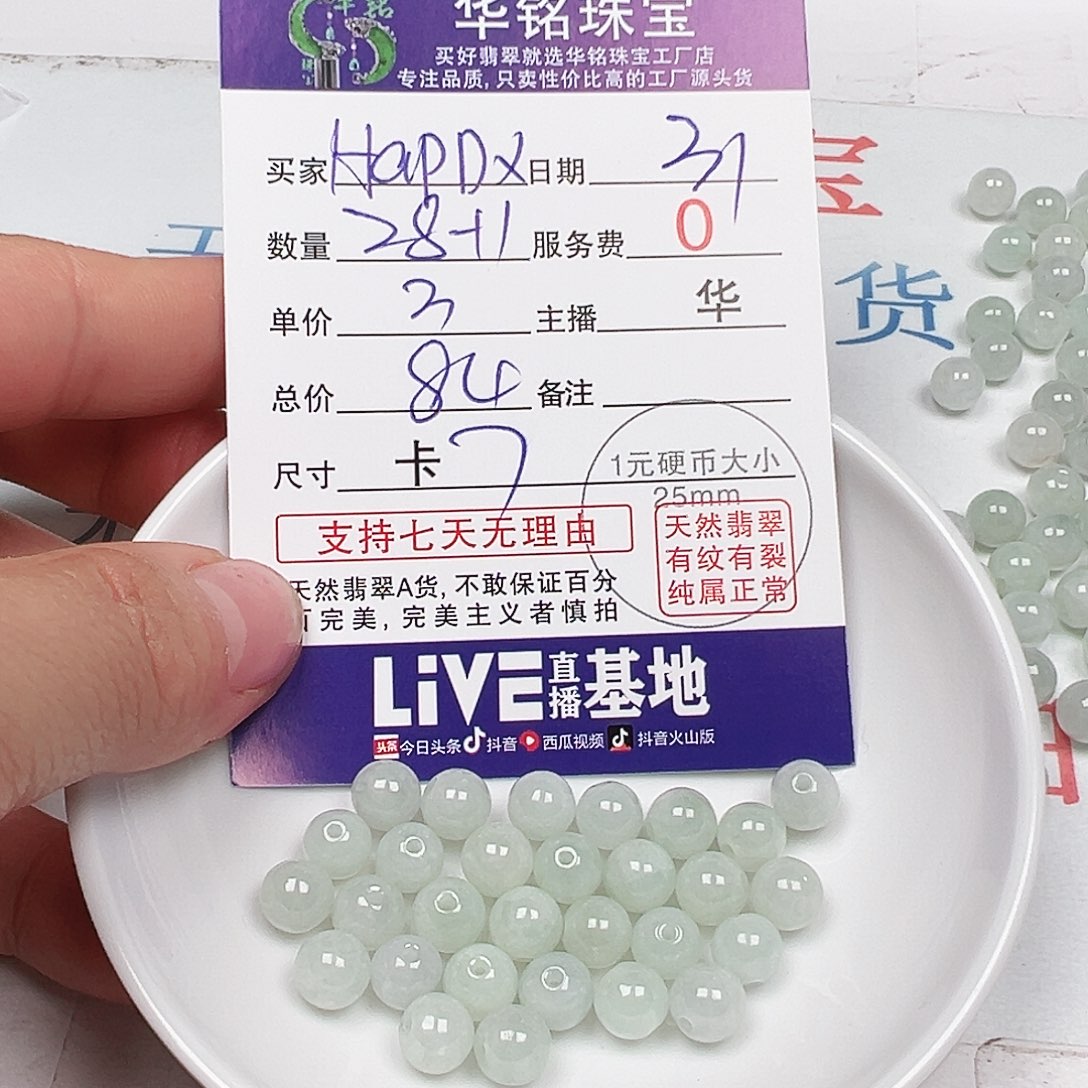 华铭珠宝
买好翡翠就选华铭珠宝工厂店
专注品质,只卖性价比高的工厂源头货
买家 HapDX 日期 31
数量 28+1 服务费 0
单价 3 主播 华
总价 84 备注
尺寸 卡 7 1元硬币大小
25mm
支持七天无理由
天然翡翠
有纹有裂
纯属正常
天然翡翠A货,不敢保证百分
百完美,完美主义者慎拍
LiVE直播基地
头条 今日头条 抖音 西瓜视频 抖音火山版
货